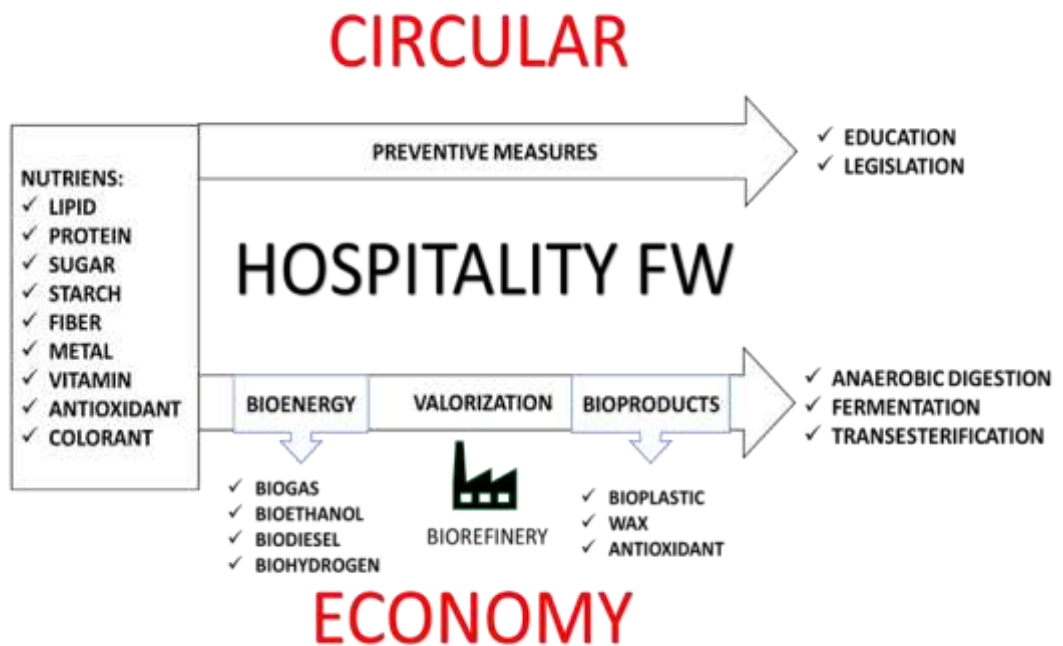 CIRCULAR
PREVENTIVE MEASURES
✓ EDUCATION
✓ LEGISLATION
NUTRIENS:
✓ LIPID
✓ PROTEIN
✓ SUGAR
✓ STARCH
✓ FIBER
✓ METAL
✓ VITAMIN
✓ ANTIOXIDANT
✓ COLORANT
HOSPITALITY FW
BIOENERGY
VALORIZATION
BIOPRODUCTS
✓ ANAEROBIC DIGESTION
✓ FERMENTATION
✓ TRANSESTERIFICATION
✓ BIOGAS
✓ BIOETHANOL
✓ BIODIESEL
✓ BIOHYDROGEN
BIOREFINERY
✓ BIOPLASTIC
✓ WAX
✓ ANTIOXIDANT
ECONOMY